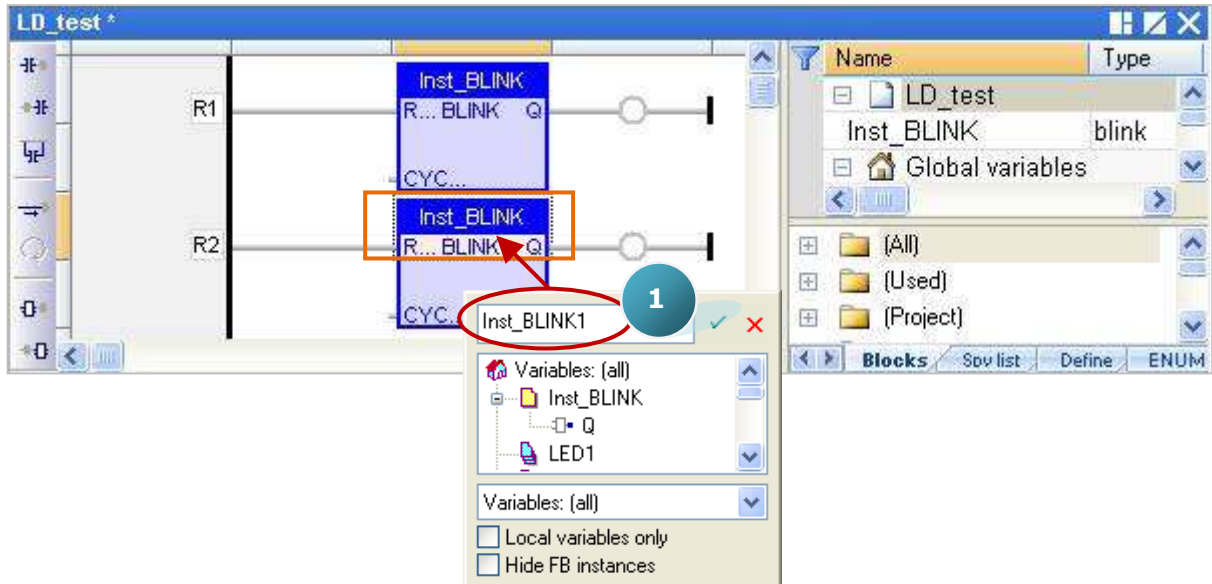 LD_test *
Name Type
LD_test
Inst_BLINK blink
Global variables
R1
Inst_BLINK
R... BLINK Q
CYC...
R2
Inst_BLINK
R... BLINK Q
CYC...
(All)
(Used)
(Project)
Blocks Spy list Define ENUM
Inst_BLINK1
1
Variables: (all)
Inst_BLINK
Q
LED1
Variables: (all)
Local variables only
Hide FB instances